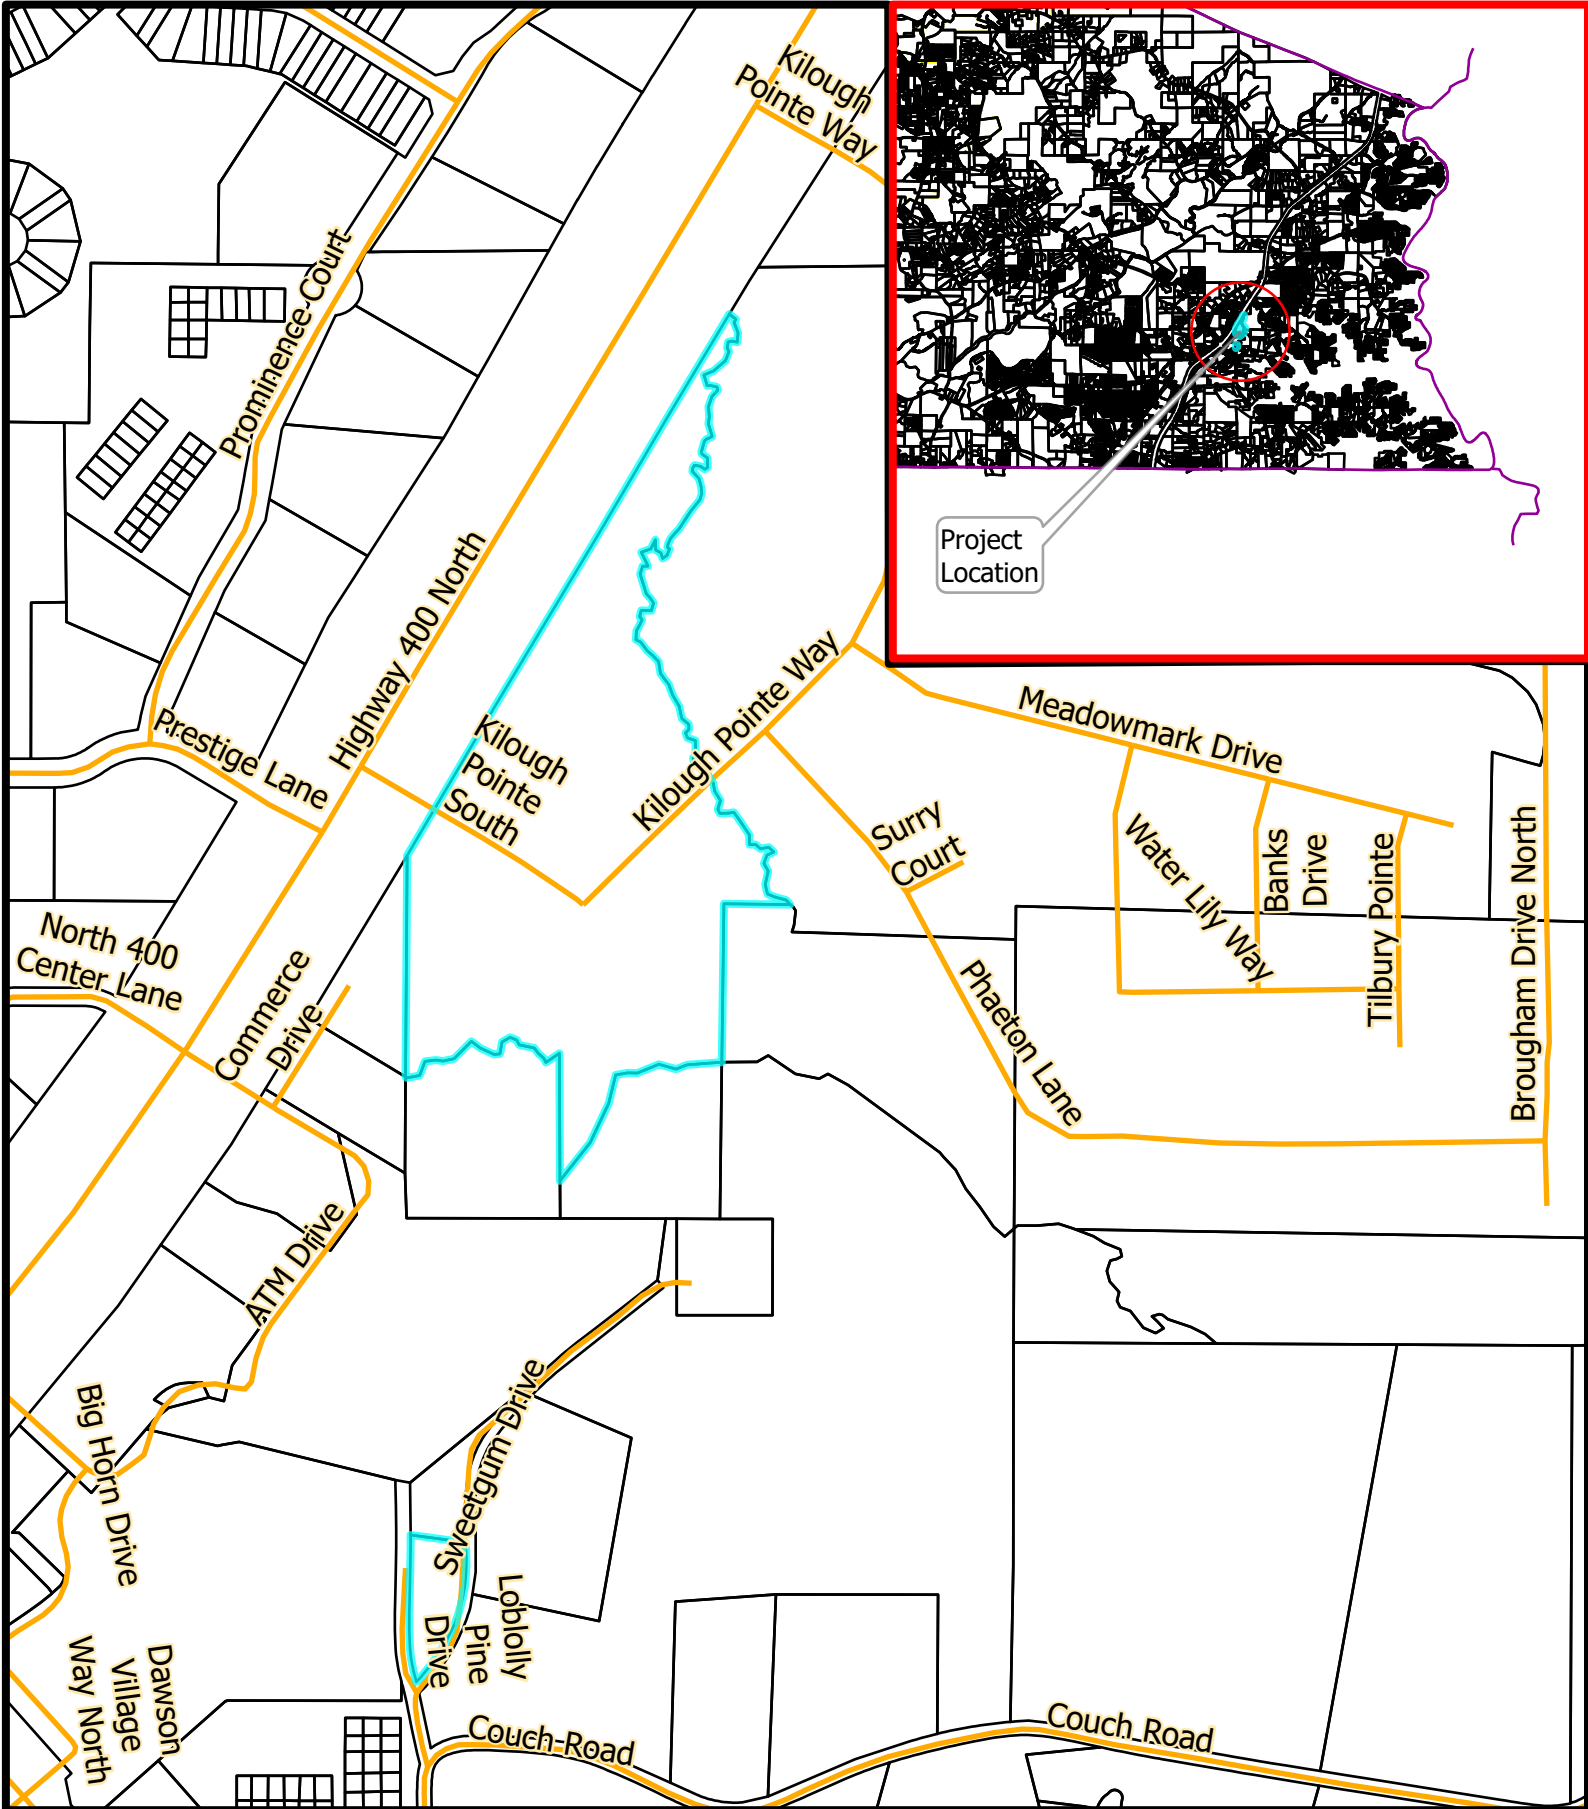 Kilough
Pointe Way
Prominence Court
Project
Location
Highway 400 North
Kilough Pointe Way
Meadowmark Drive
Prestige Lane
Kilough
Pointe
South
Surry
Court
Water Lily Way
Banks
Drive
Tilbury Pointe
Brougham Drive North
North 400
Center Lane
Commerce
Drive
Phaeton Lane
ATM Drive
Big Horn Drive
Sweetgum Drive
Loblolly
Pine
Drive
Dawson
Village
Way North
Couch Road
Couch Road